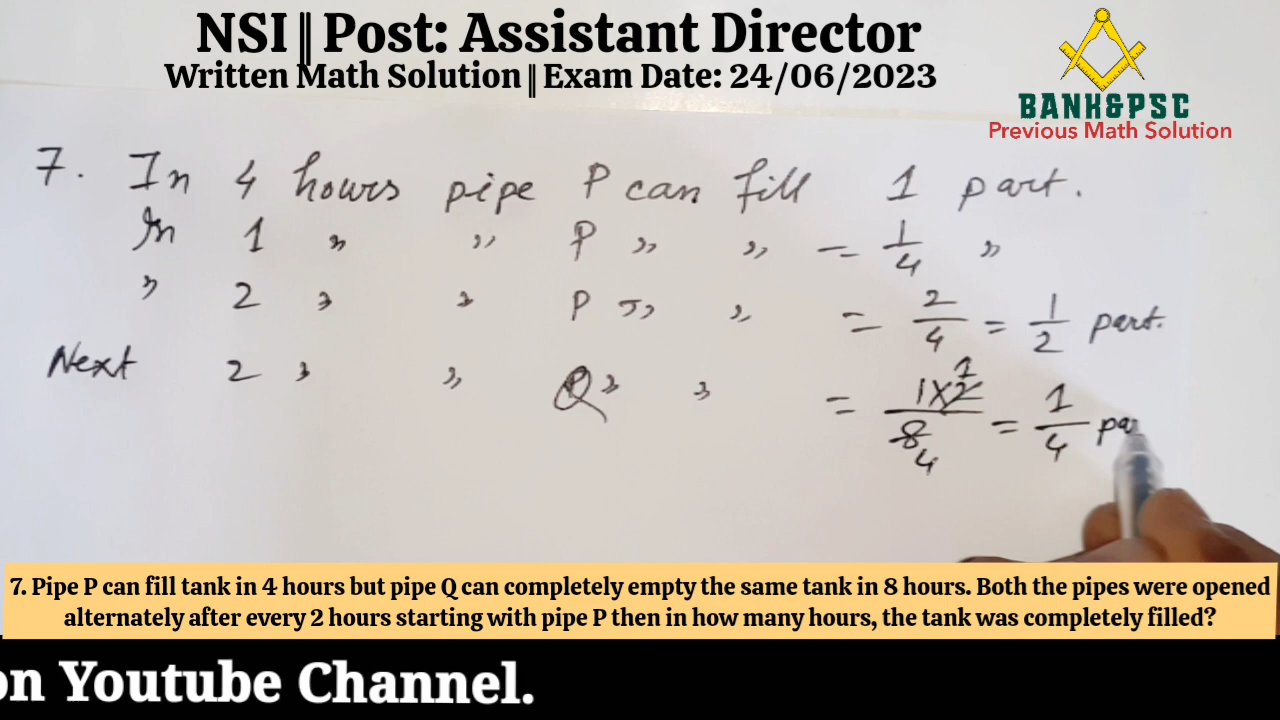 NSI || Post: Assistant Director
Written Math Solution || Exam Date: 24/06/2023
BANK&PSC
Previous Math Solution
7. In 4 hours pipe P can fill 1 part.
In 1 " " P " " = 1/4 "
" 2 " " P " " = 2/4 = 1/2 part.
Next 2 " " Q " " = 1x2/8 1 4 = 1/4 pa
7. Pipe P can fill tank in 4 hours but pipe Q can completely empty the same tank in 8 hours. Both the pipes were opened
alternately after every 2 hours starting with pipe P then in how many hours, the tank was completely filled?
on Youtube Channel.